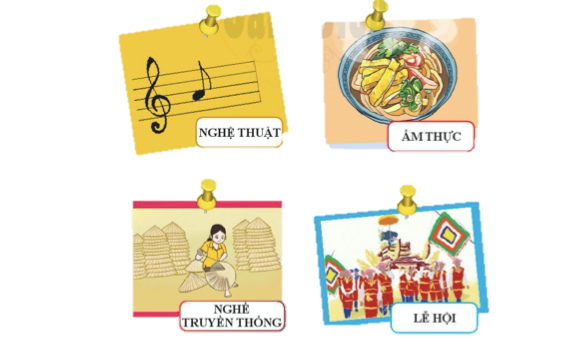 NGHỆ THUẬT
ẨM THỰC
NGHỀ
TRUYỀN THỐNG
LỄ HỘI